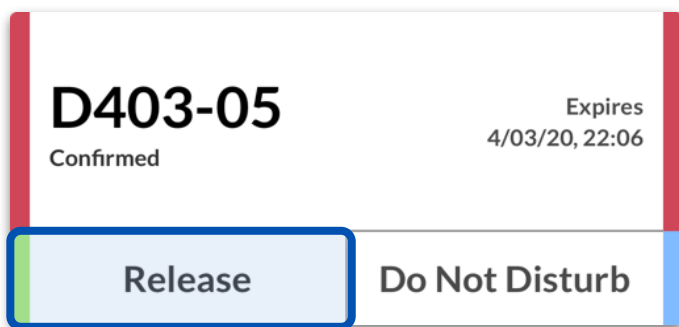 D403-05
Confirmed
Expires
4/03/20, 22:06
Release
Do Not Disturb